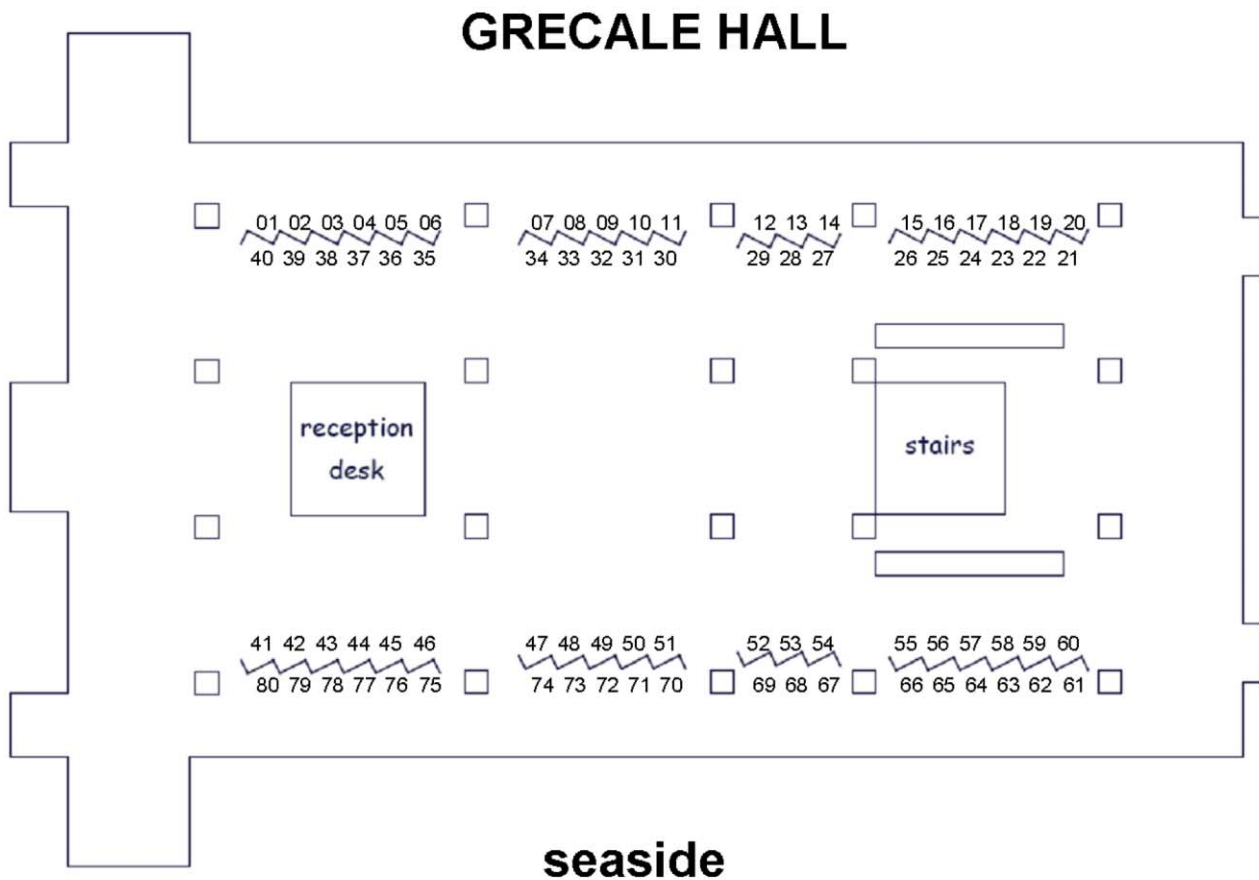 GRECALE HALL
01 02 03 04 05 06 07 08 09 10 11 12 13 14 15 16 17 18 19 20
40 39 38 37 36 35 34 33 32 31 30 29 28 27 26 25 24 23 22 21
reception
desk
stairs
41 42 43 44 45 46 47 48 49 50 51 52 53 54 55 56 57 58 59 60
80 79 78 77 76 75 74 73 72 71 70 69 68 67 66 65 64 63 62 61
seaside